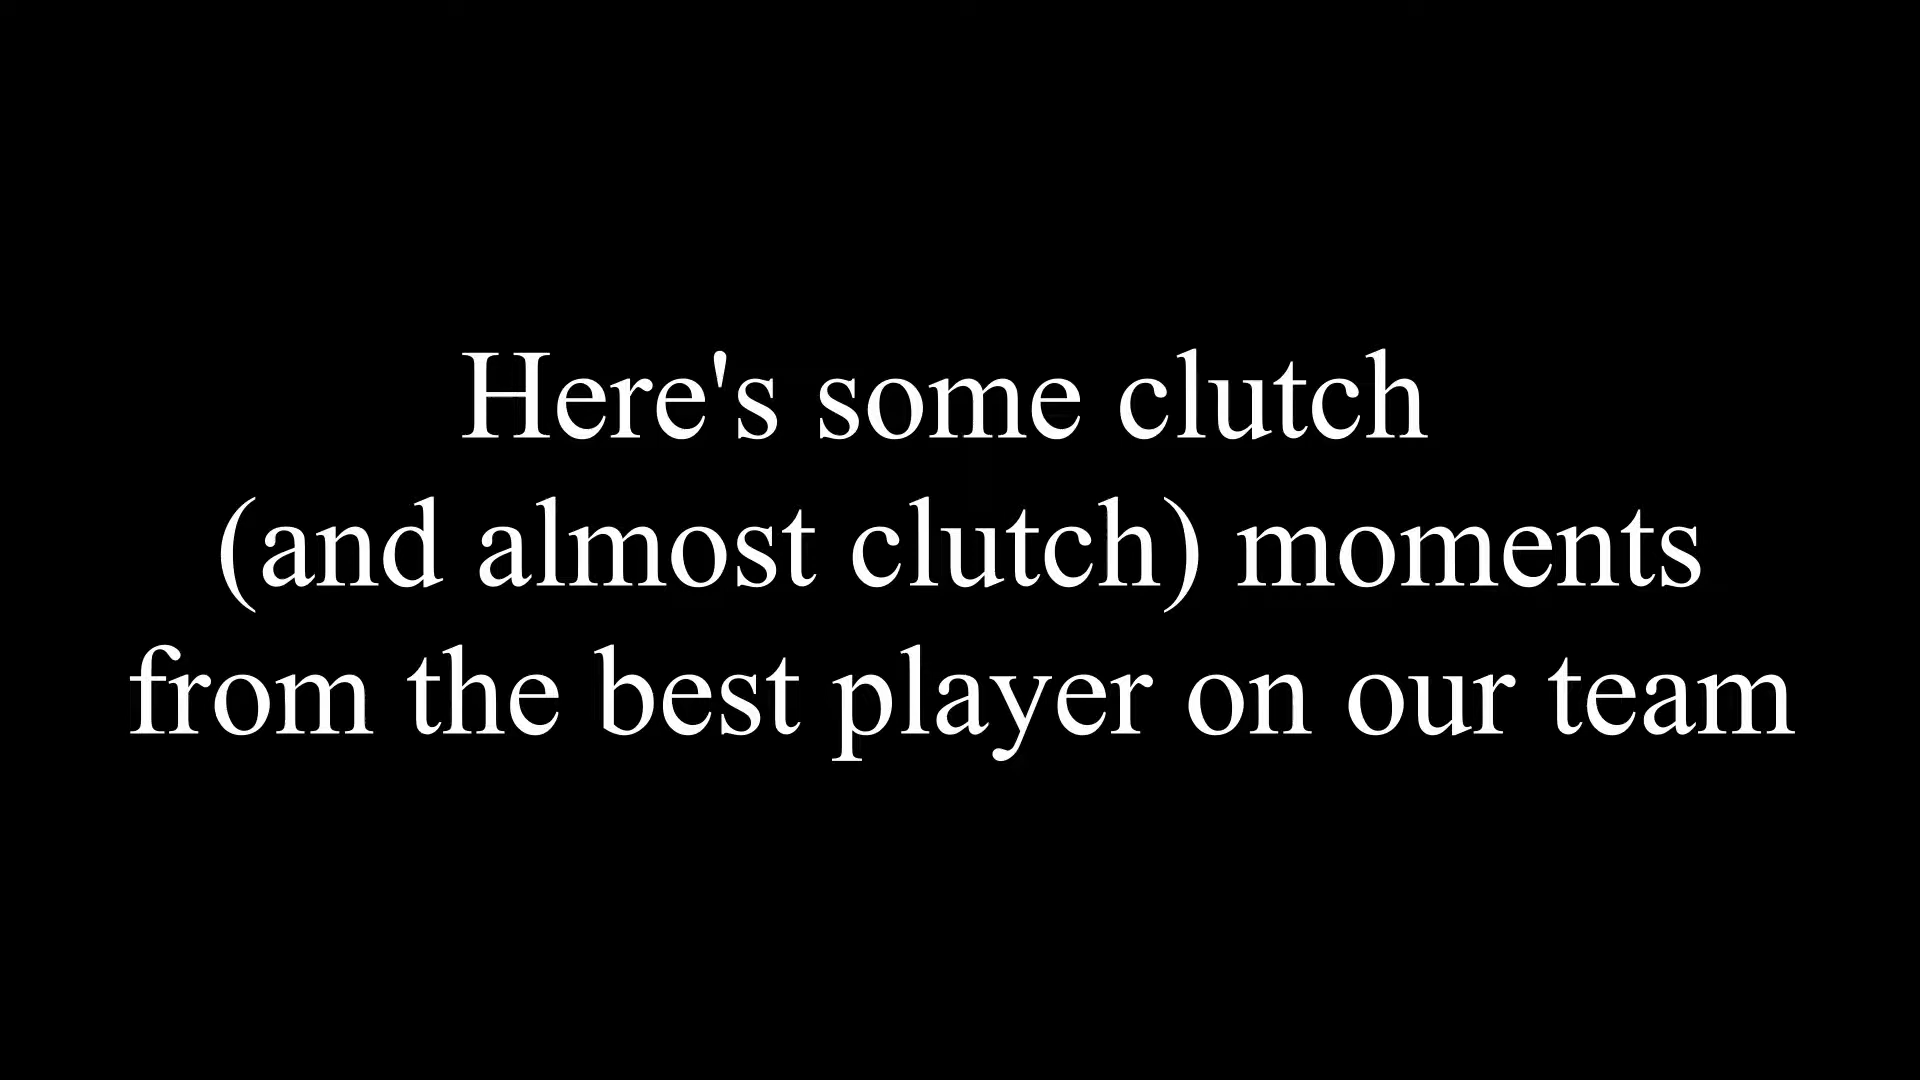 Here's some clutch
(and almost clutch) moments
from the best player on our team